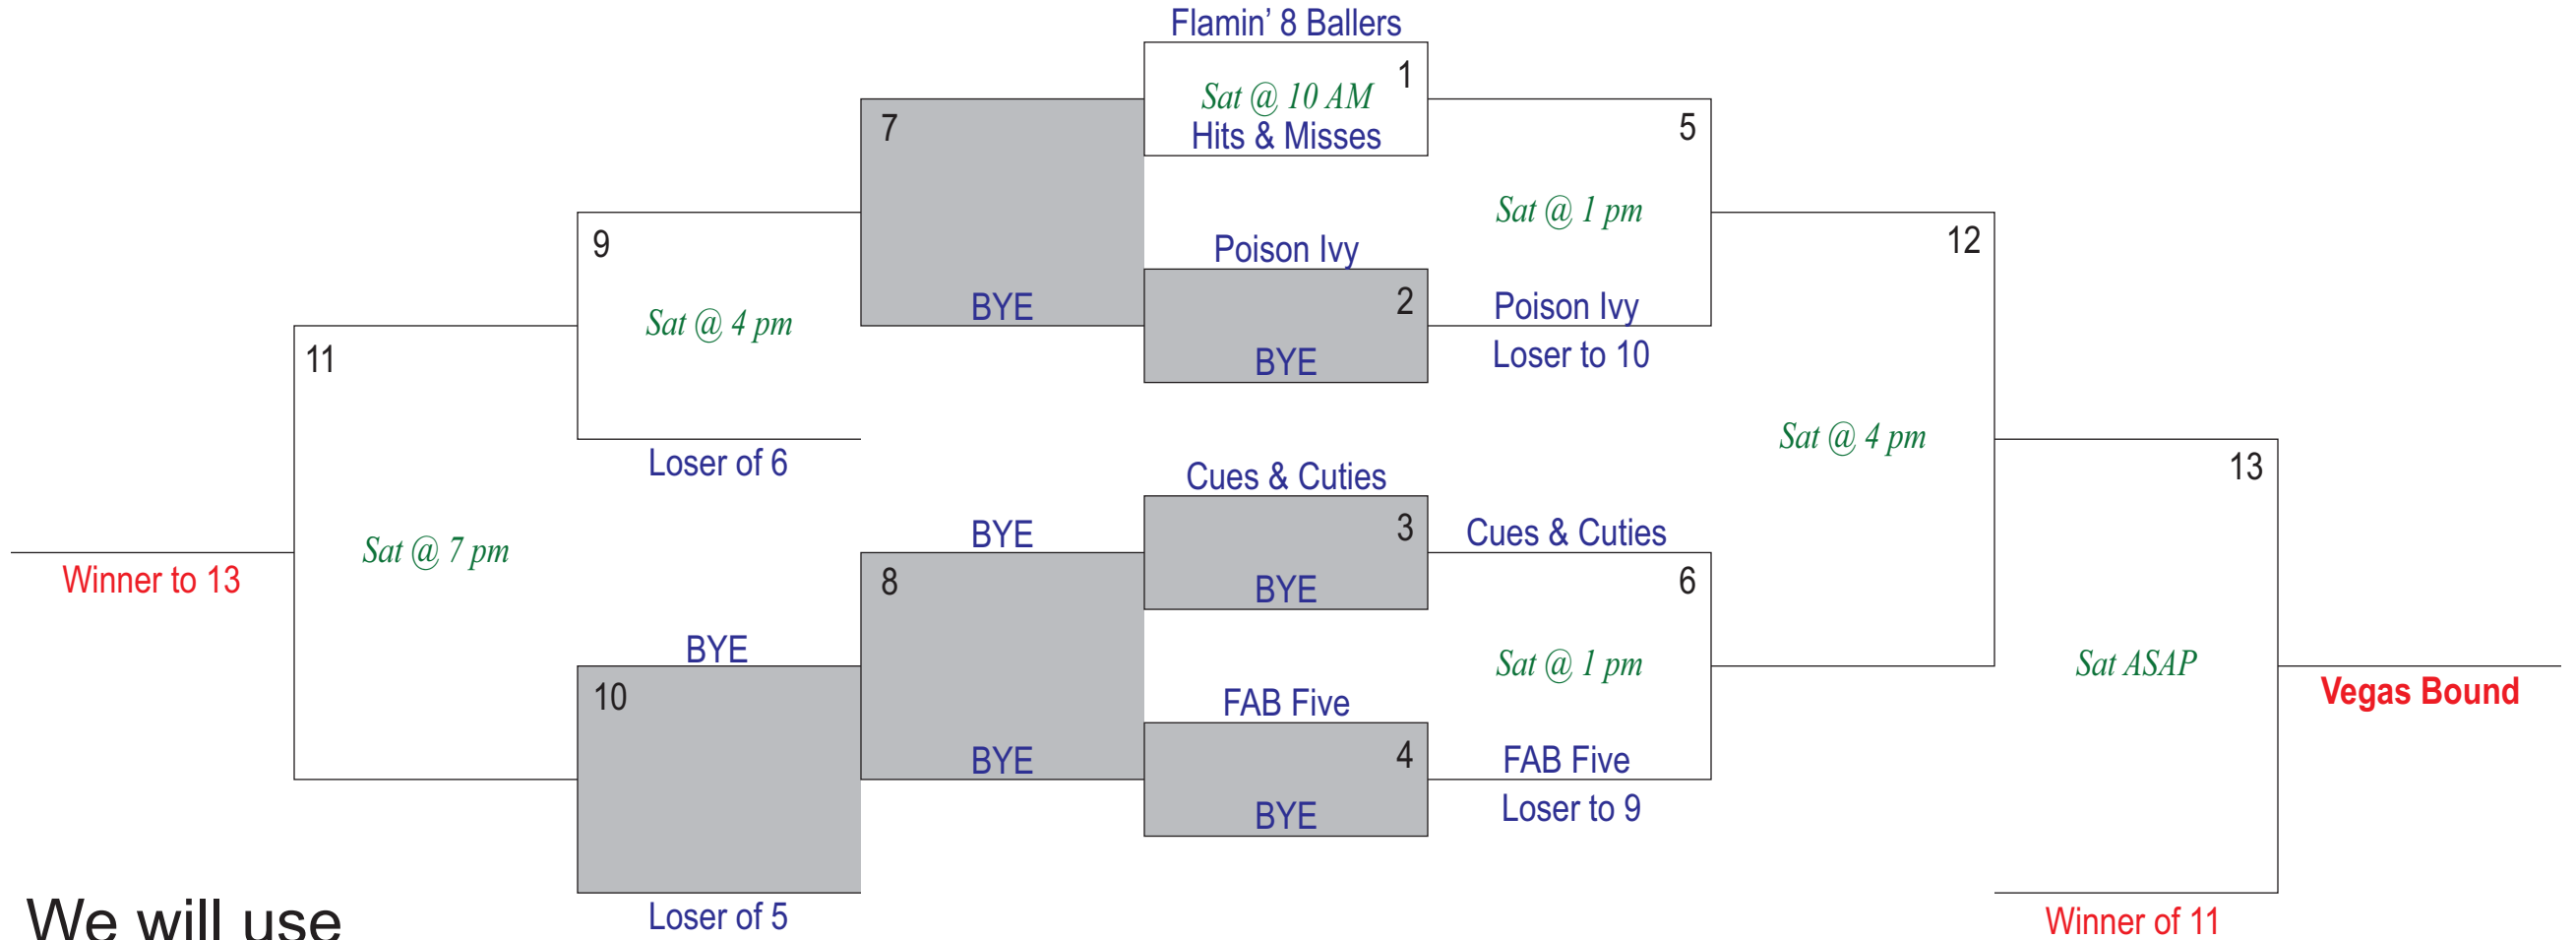 Flamin’ 8 Ballers
1
Sat @ 10 AM
Hits & Misses
7
5
Sat @ 1 pm
12
9
Poison Ivy
2
Poison Ivy
BYE
Sat @ 4 pm
11
Loser to 10
BYE
Sat @ 4 pm
Loser of 6
13
Cues & Cuties
3
Cues & Cuties
BYE
Sat @ 7 pm
Winner to 13
8
BYE
6
BYE
10
Sat @ 1 pm
Sat ASAP
Vegas Bound
FAB Five
4
FAB Five
BYE
Loser to 9
BYE
Loser of 5
Winner of 11
We will use